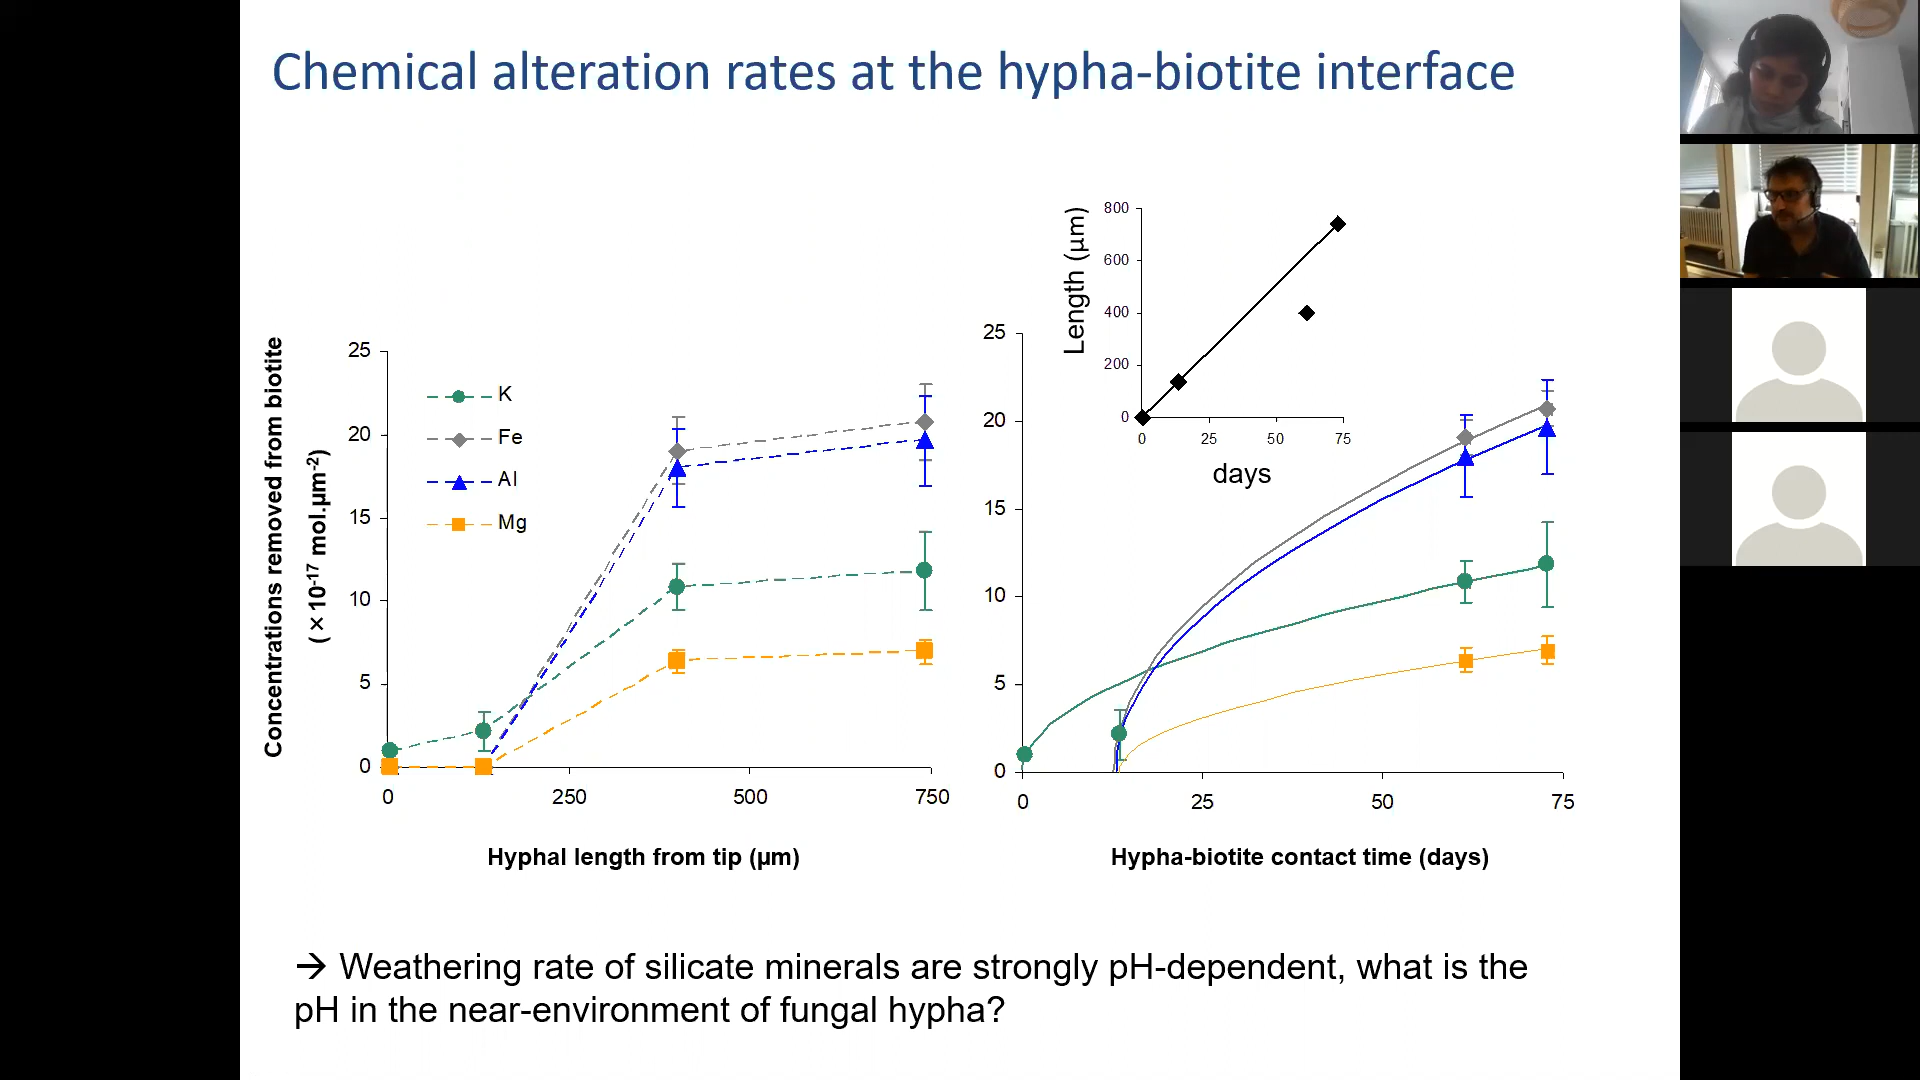 Chemical alteration rates at the hypha-biotite interface
Concentrations removed from biotite
(×10-17 mol.µm-2)
25
20
15
10
5
0
K
Fe
Al
Mg
0 250 500 750
Hyphal length from tip (µm)
Length (µm)
800
600
400
200
0
0 25 50 75
days
25
20
15
10
5
0
0 25 50 75
Hypha-biotite contact time (days)
→ Weathering rate of silicate minerals are strongly pH-dependent, what is the
pH in the near-environment of fungal hypha?